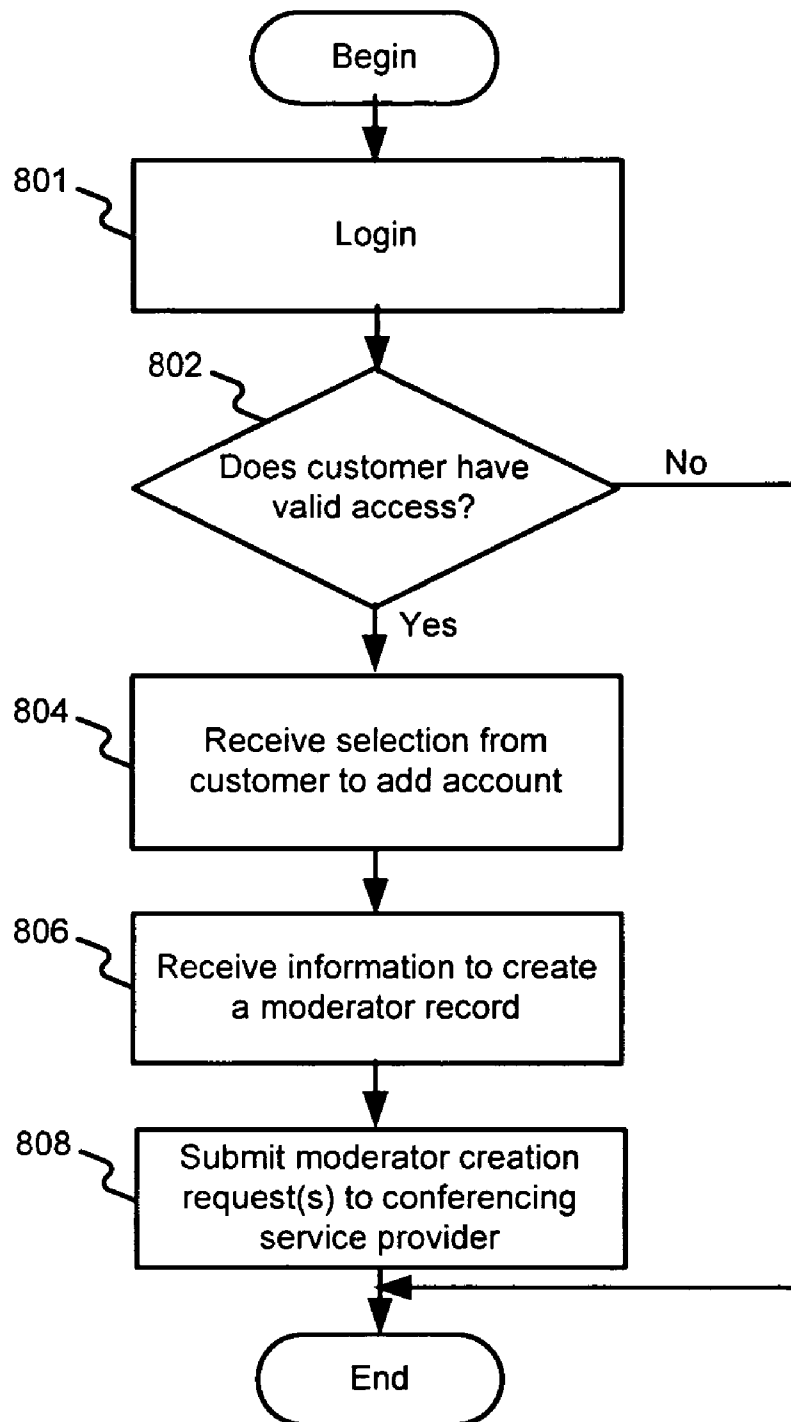 Begin
801
Login
802
Does customer have
valid access?
No
Yes
804
Receive selection from
customer to add account
806
Receive information to create
a moderator record
808
Submit moderator creation
request(s) to conferencing
service provider
End